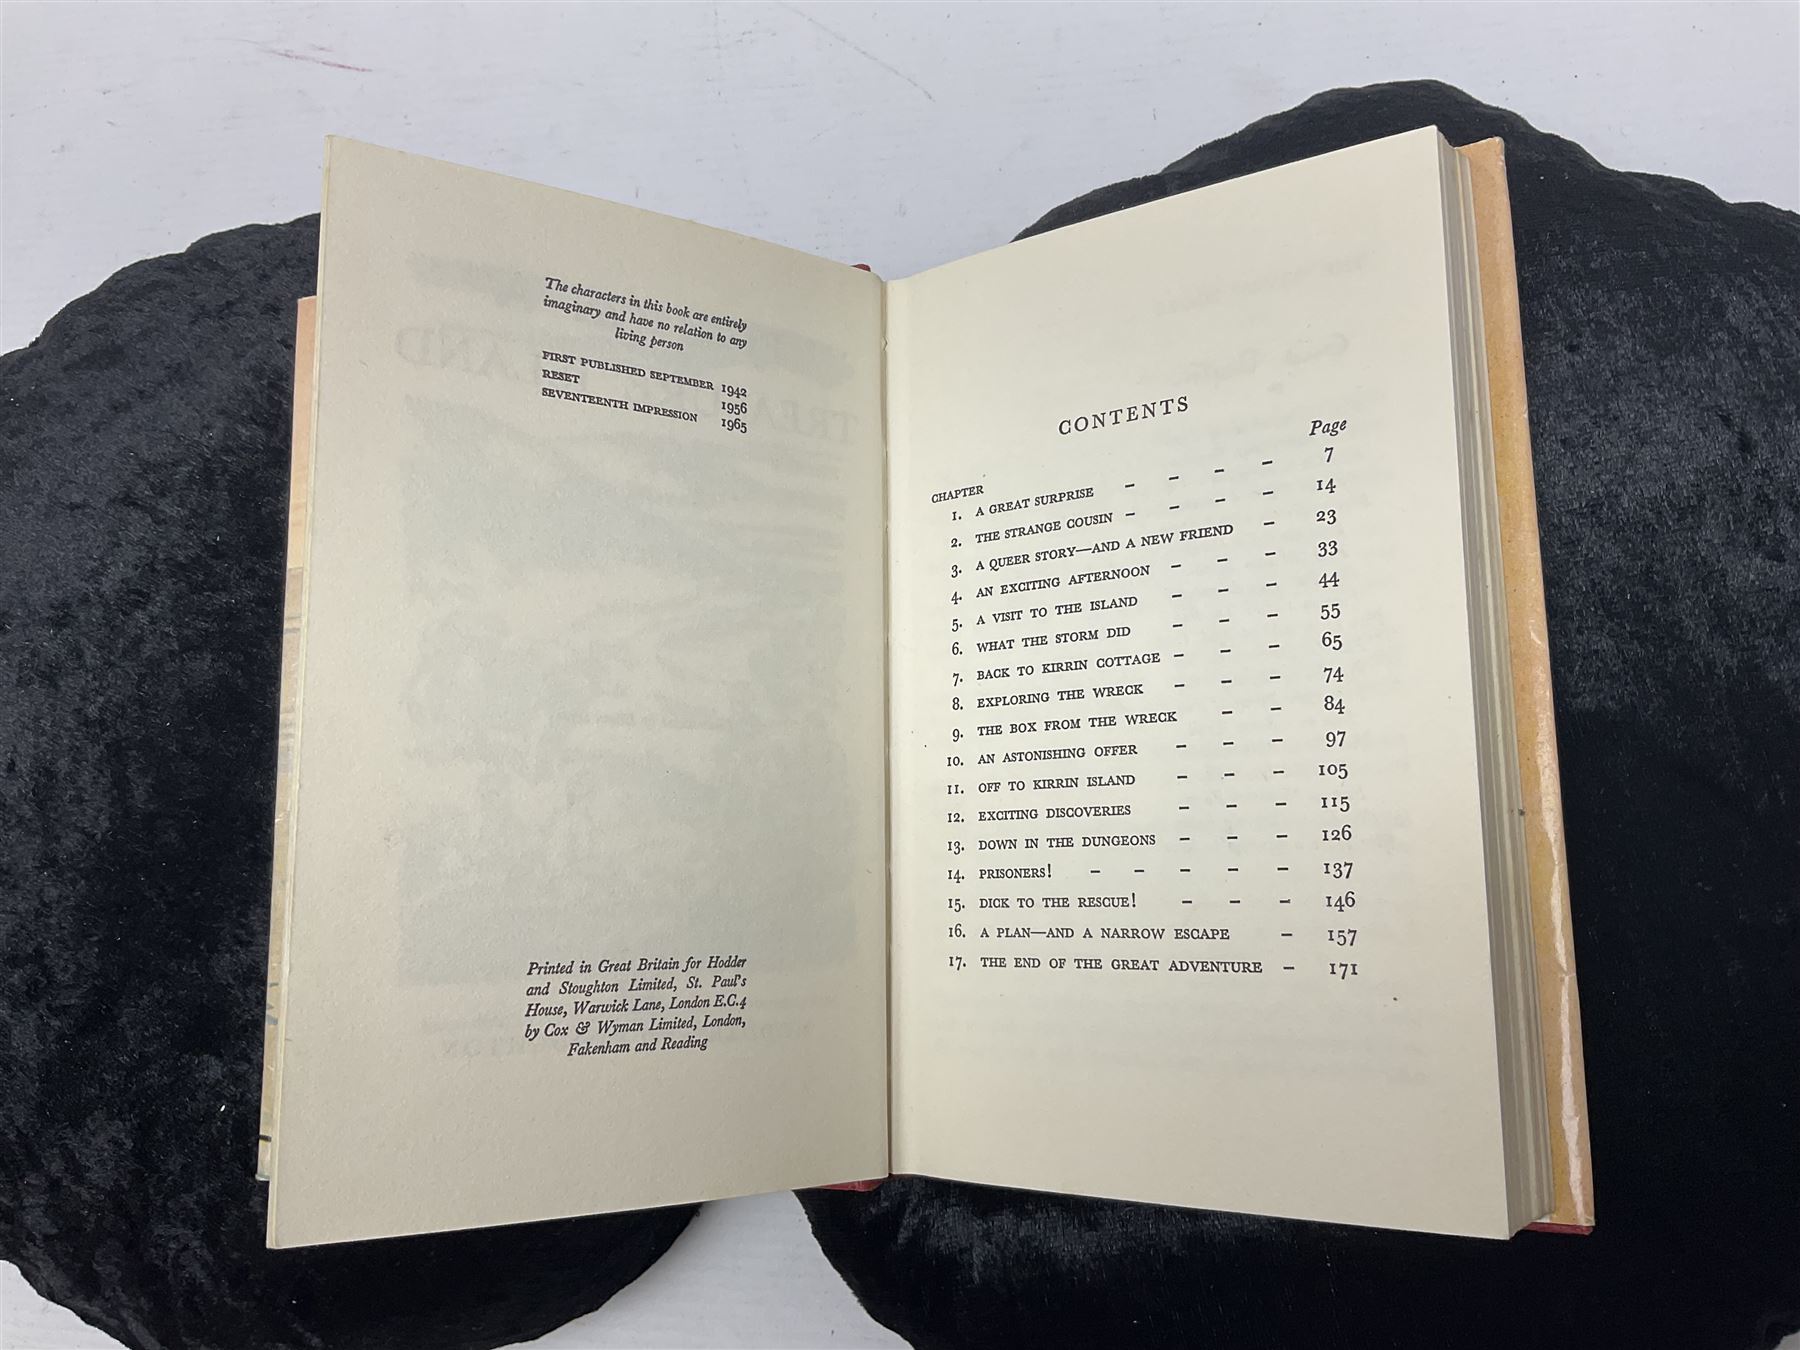 The characters in this book are entirely
imaginary and have no relation to any
living person
FIRST PUBLISHED SEPTEMBER 1942
RESET 1956
SEVENTEENTH IMPRESSION 1965
Printed in Great Britain for Hodder
and Stoughton Limited, St. Paul's
House, Warwick Lane, London E.C.4
by Cox & Wyman Limited, London,
Fakenham and Reading
CONTENTS
CHAPTER Page
1. A GREAT SURPRISE - - - - 7
2. THE STRANGE COUSIN - - - - 14
3. A QUEER STORY—AND A NEW FRIEND - 23
4. AN EXCITING AFTERNOON - - - 33
5. A VISIT TO THE ISLAND - - - 44
6. WHAT THE STORM DID - - - 55
7. BACK TO KIRRIN COTTAGE - - - 65
8. EXPLORING THE WRECK - - - 74
9. THE BOX FROM THE WRECK - - 84
10. AN ASTONISHING OFFER - - - 97
11. OFF TO KIRRIN ISLAND - - - 105
12. EXCITING DISCOVERIES - - - 115
13. DOWN IN THE DUNGEONS - - - 126
14. PRISONERS! - - - - - 137
15. DICK TO THE RESCUE! - - - 146
16. A PLAN—AND A NARROW ESCAPE - 157
17. THE END OF THE GREAT ADVENTURE - 171